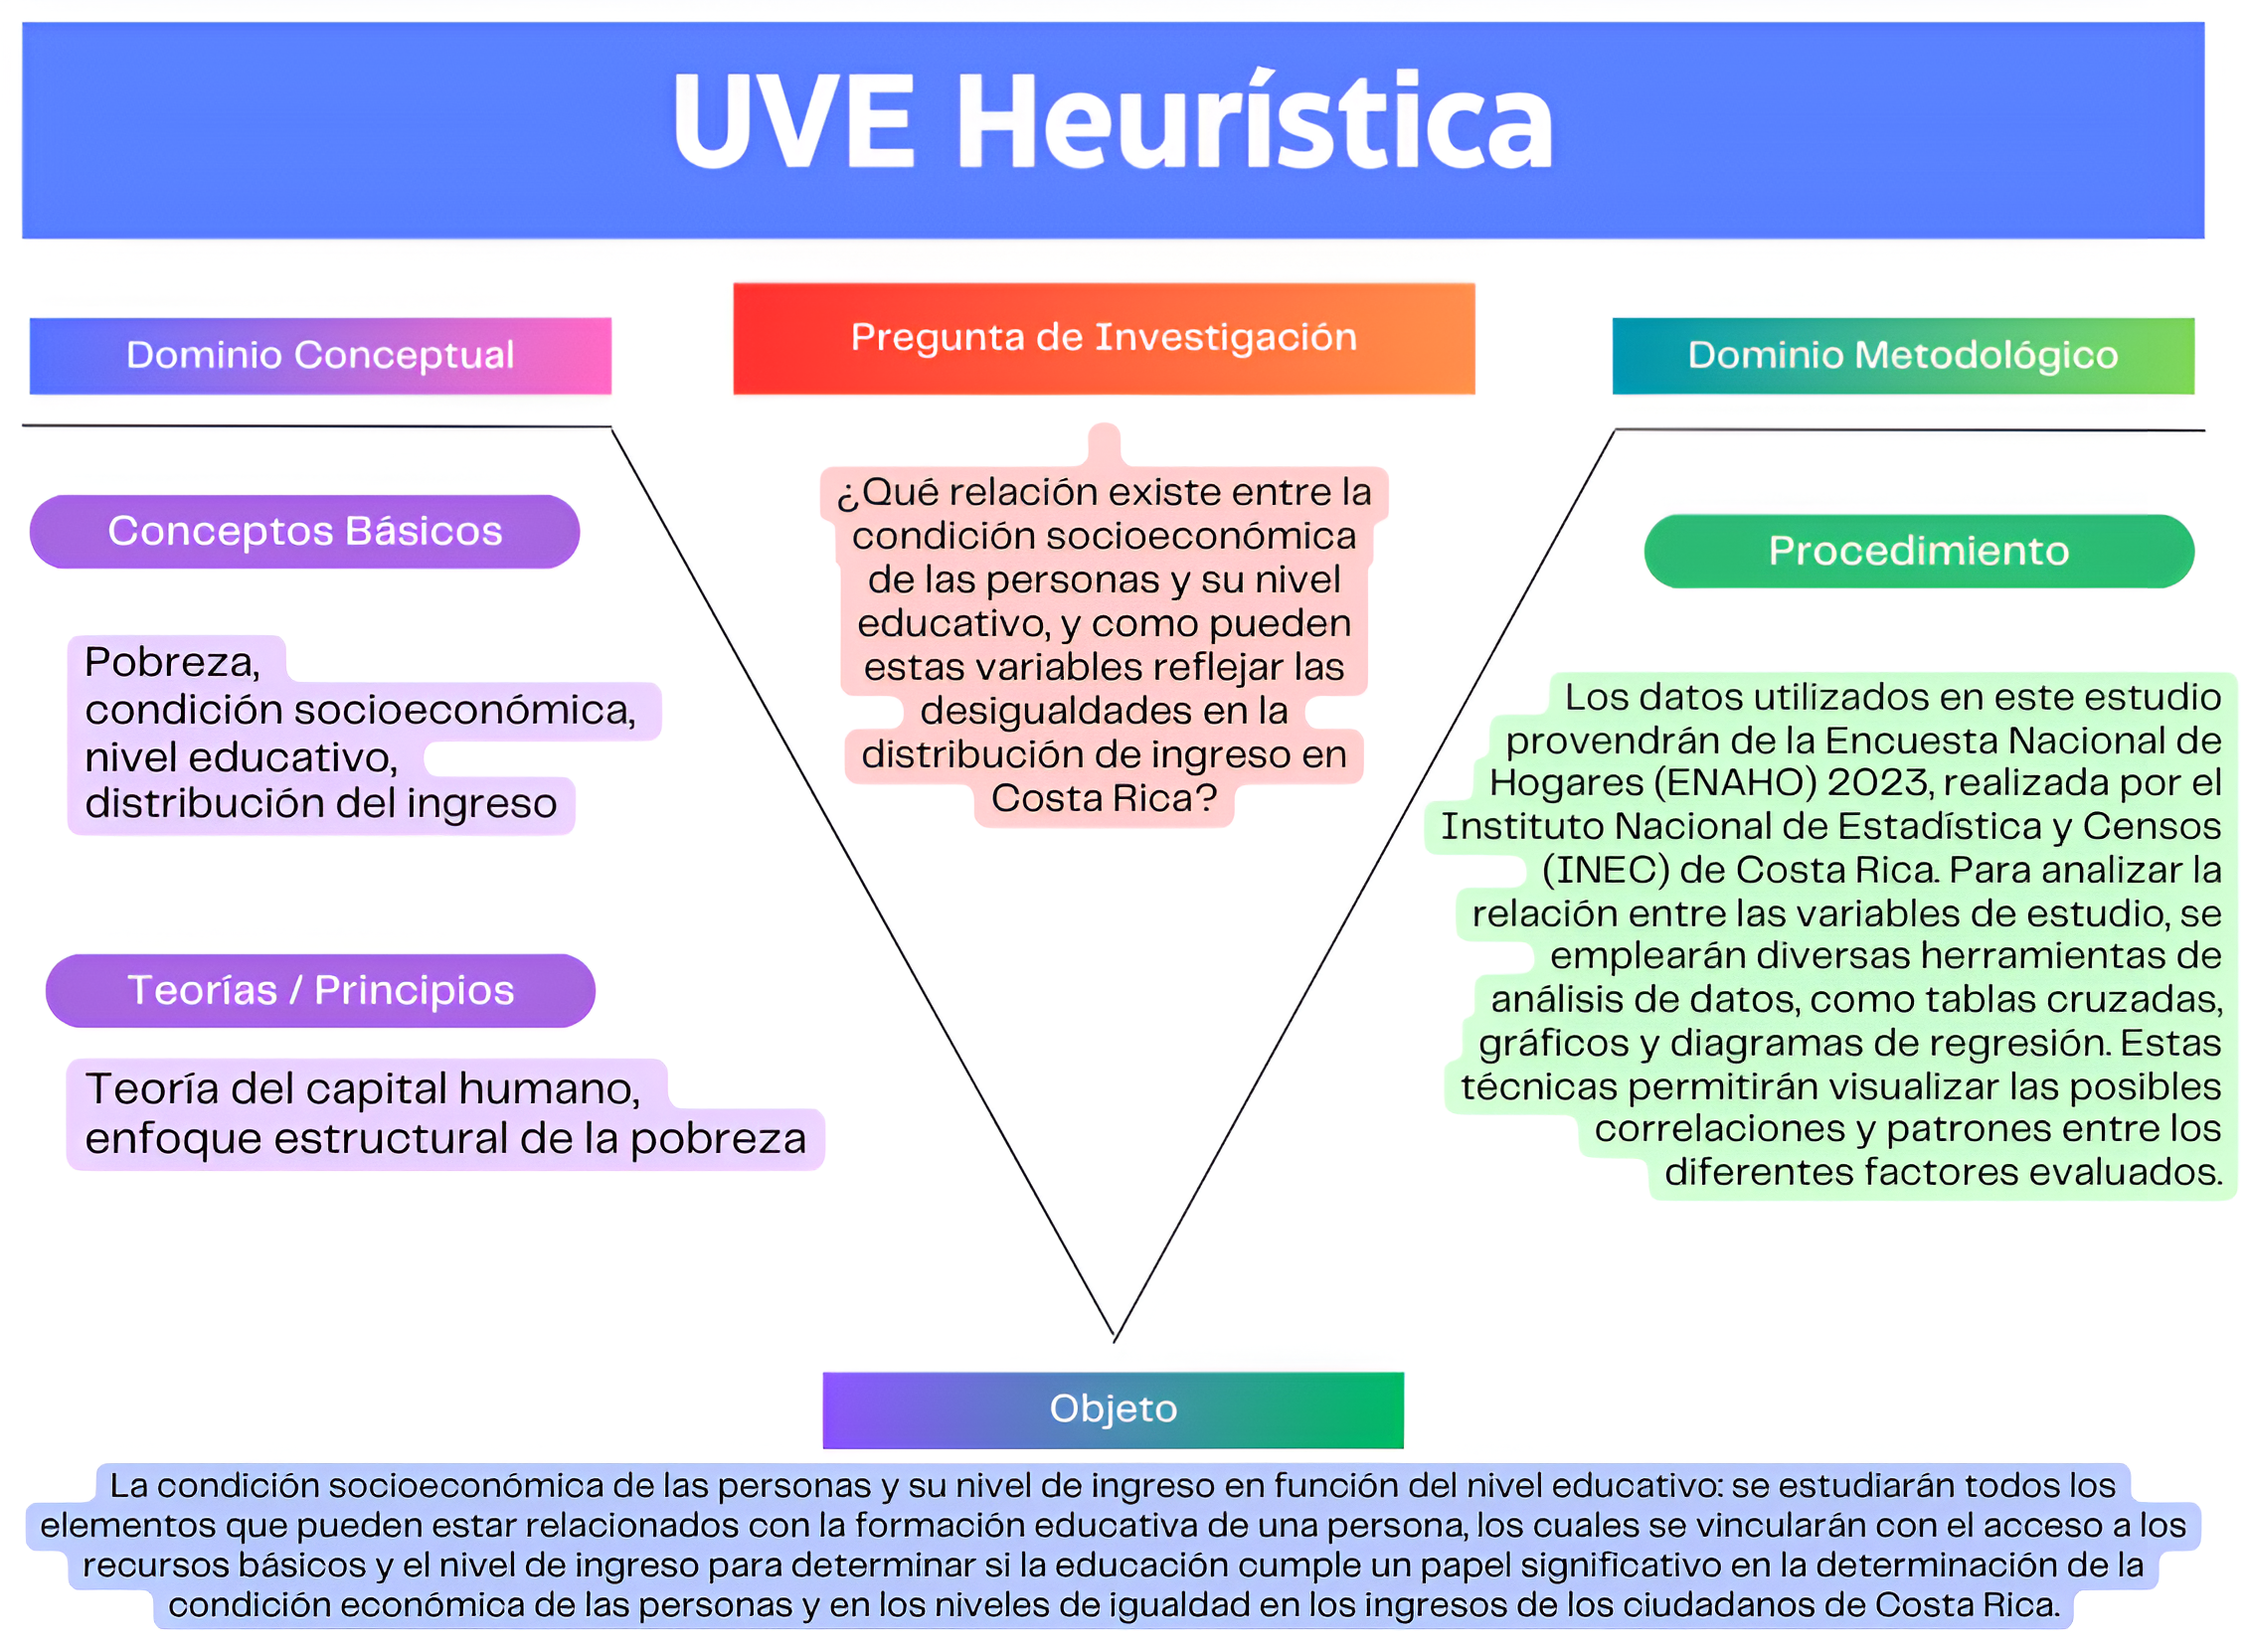 UVE Heurística
Dominio Conceptual
Pregunta de Investigación
Dominio Metodológico
Conceptos Básicos
Pobreza,
condición socioeconómica,
nivel educativo,
distribución del ingreso
Teorías / Principios
Teoría del capital humano,
enfoque estructural de la pobreza
¿Qué relación existe entre la
condición socioeconómica
de las personas y su nivel
educativo, y como pueden
estas variables reflejar las
desigualdades en la
distribución de ingreso en
Costa Rica?
Procedimiento
Los datos utilizados en este estudio
provendrán de la Encuesta Nacional de
Hogares (ENAHO) 2023, realizada por el
Instituto Nacional de Estadística y Censos
(INEC) de Costa Rica. Para analizar la
relación entre las variables de estudio, se
emplearán diversas herramientas de
análisis de datos, como tablas cruzadas,
gráficos y diagramas de regresión. Estas
técnicas permitirán visualizar las posibles
correlaciones y patrones entre los
diferentes factores evaluados.
Objeto
La condición socioeconómica de las personas y su nivel de ingreso en función del nivel educativo: se estudiarán todos los
elementos que pueden estar relacionados con la formación educativa de una persona, los cuales se vincularán con el acceso a los
recursos básicos y el nivel de ingreso para determinar si la educación cumple un papel significativo en la determinación de la
condición económica de las personas y en los niveles de igualdad en los ingresos de los ciudadanos de Costa Rica.